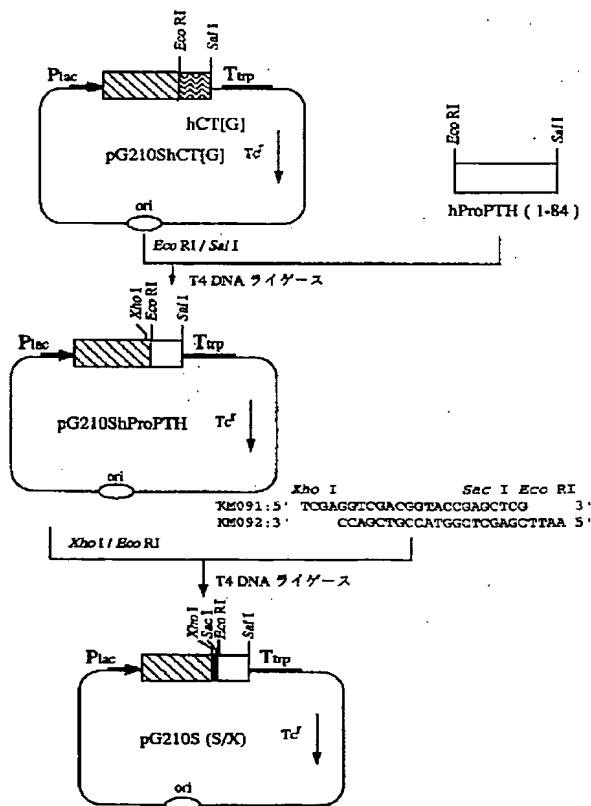 Eco RI
Sal I
Plac
Ttrp
hCT[G]
pG210ShCT[G]
Tcr
ori
Eco RI
Sal I
hProPTH ( 1-84 )
Eco RI / Sal I
T4 DNA ライゲース
Xho I
Eco RI
Sal I
Plac
Ttrp
pG210ShProPTH
Tcr
ori
Xho I Sac I Eco RI
KM091:5' TCGAGGTCGACGGTACCGAGCTCG 3'
KM092:3' CCAGCTGCCATGGCTCGAGCTTAA 5'
Xho I / Eco RI
T4 DNA ライゲース
Xho I
Sac I
Eco RI
Sal I
Plac
Ttrp
pG210S (S/X)
Tcr
ori